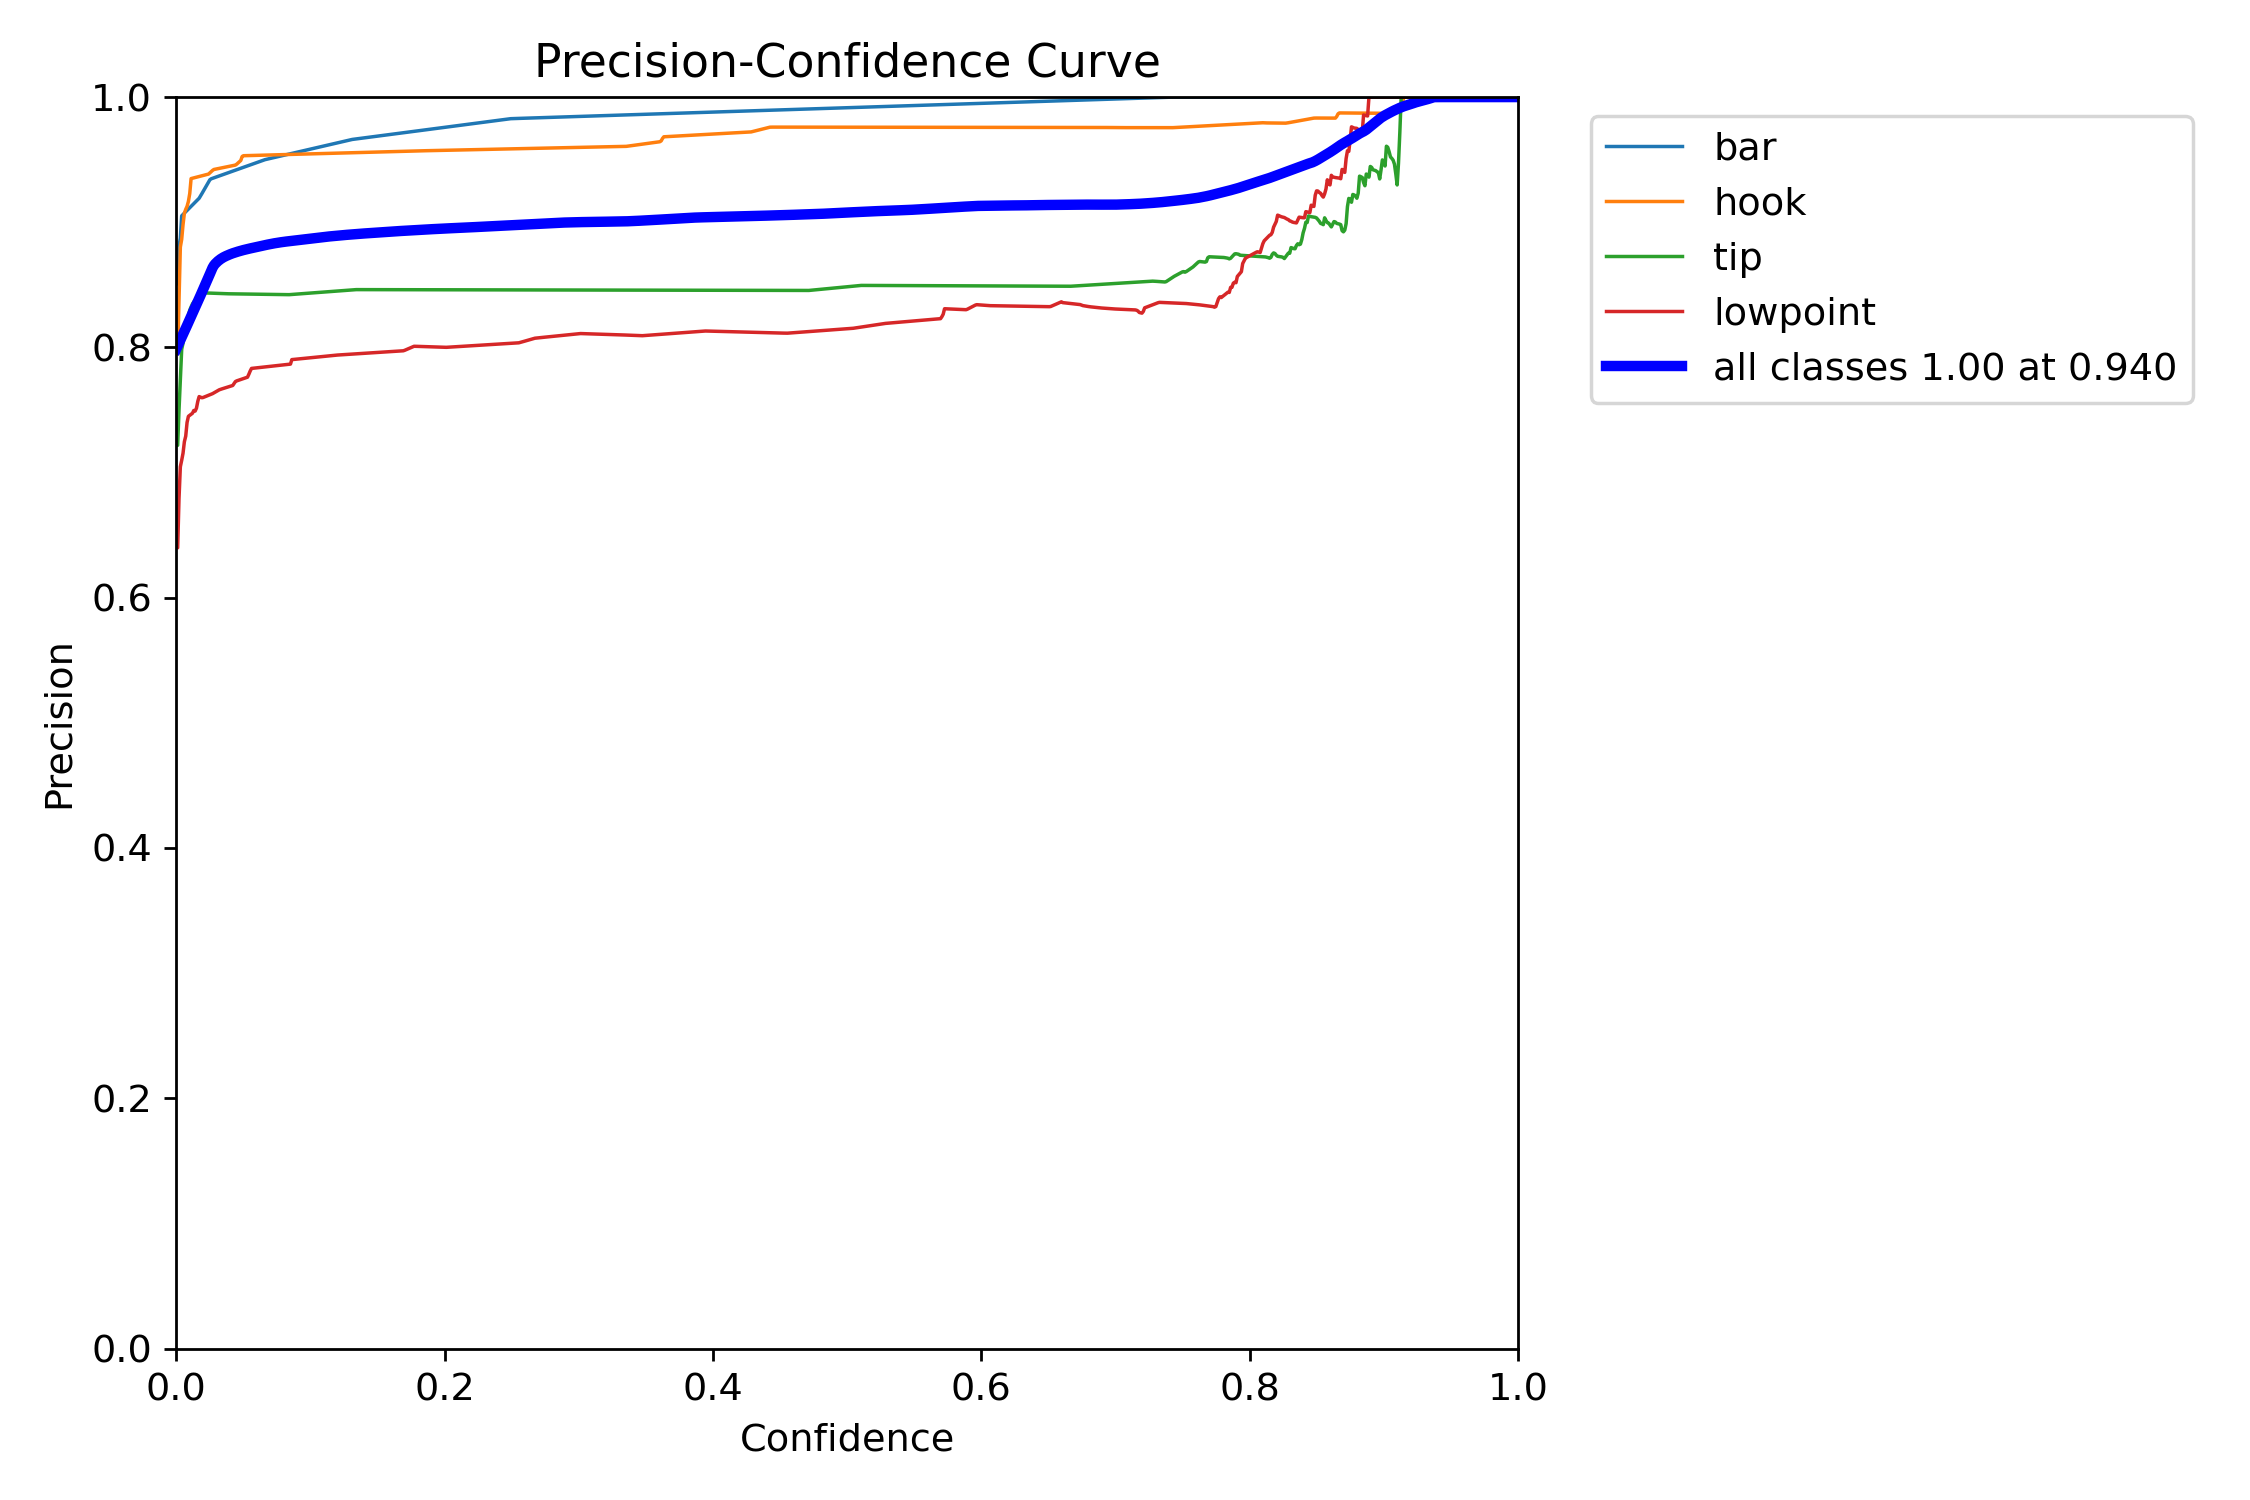 Precision-Confidence Curve
1.0
0.8
0.6
0.4
0.2
0.0
Precision
0.0 0.2 0.4 0.6 0.8 1.0
Confidence
bar
hook
tip
lowpoint
all classes 1.00 at 0.940